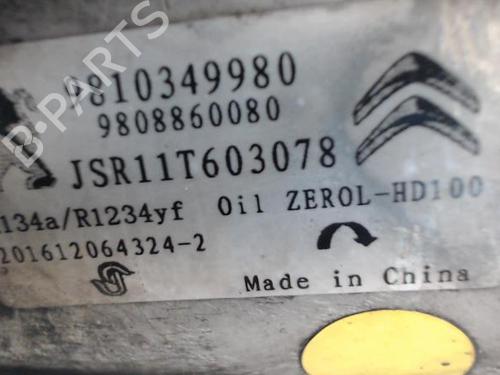 B-PARTS
9810349980
9808860080
JSR11T603078
134a/R1234yf Oil ZEROL-HD100
201612064324-2
Made in China